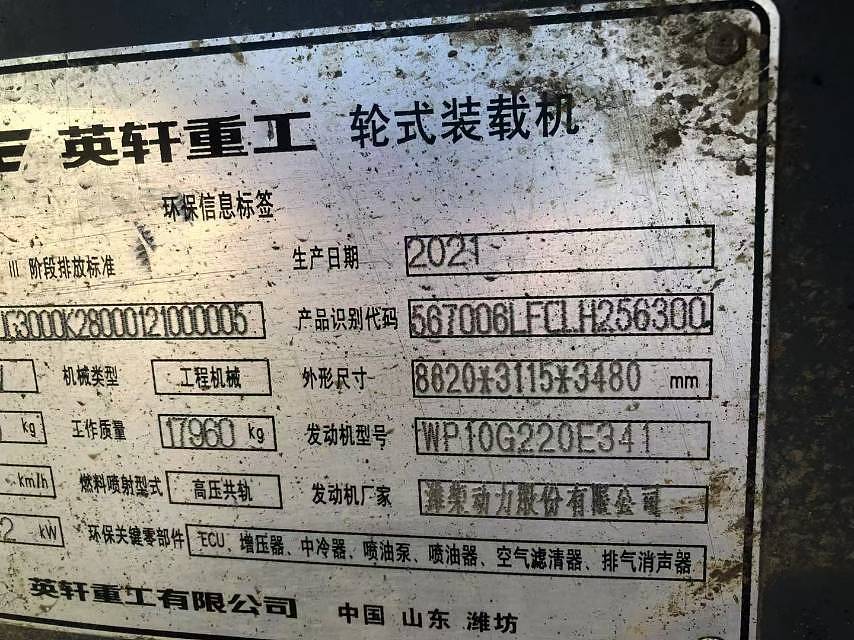 英轩重工 轮式装载机
环保信息标签
III 阶段排放标准 生产日期 2021
G3000K28000121000005 产品识别代码 567006LFCLH256300
机械类型 工程机械 外形尺寸 8620*3115*3480 mm
kg 工作质量 17960 kg 发动机型号 WP10G220E341
km/h 燃料喷射型式 高压共轨 发动机厂家 潍柴动力股份有限公司
2 kW 环保关键零部件 ECU、增压器、中冷器、喷油泵、喷油器、空气滤清器、排气消声器
英轩重工有限公司 中国 山东 潍坊